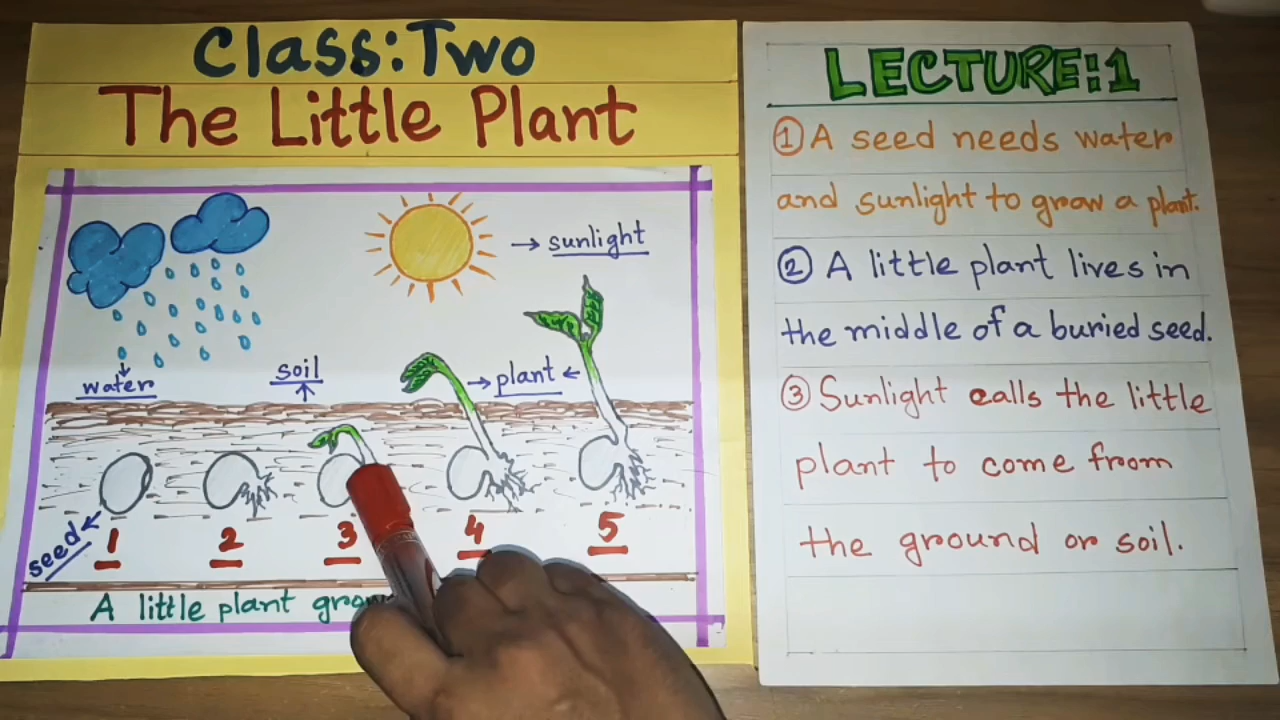 Class: Two
The Little Plant
sunlight
water
soil
plant
seed
1 2 3 4 5
A little plant
LECTURE: 1
① A seed needs water
and sunlight to grow a plant.
② A little plant lives in
the middle of a buried seed.
③ Sunlight calls the little
plant to come from
the ground or soil.